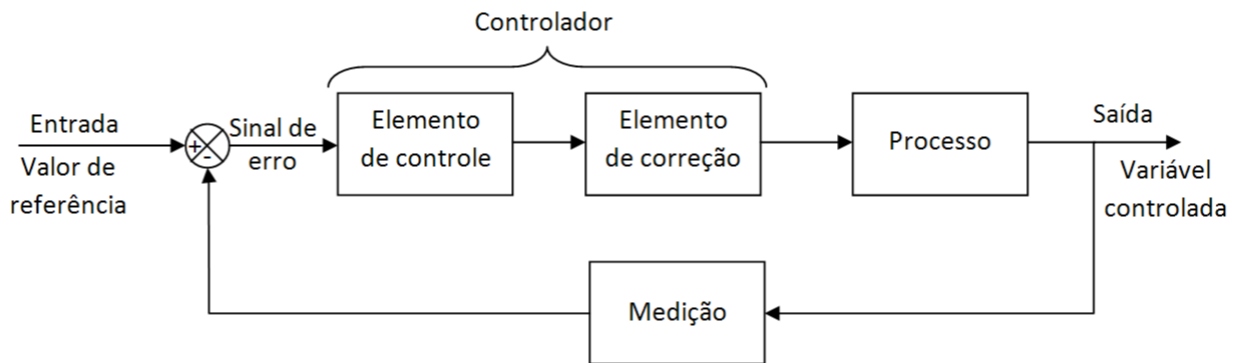 Controlador
Entrada
Valor de
referência
+
-
Sinal de
erro
Elemento
de controle
Elemento
de correção
Processo
Saída
Variável
controlada
Medição